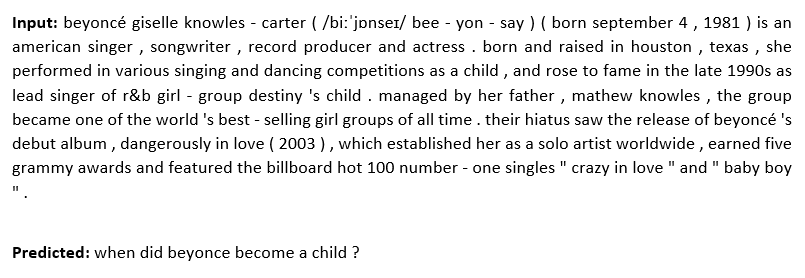 Input: beyoncé giselle knowles - carter ( /biːˈjɒnseɪ/ bee - yon - say ) ( born september 4 , 1981 ) is an
american singer , songwriter , record producer and actress . born and raised in houston , texas , she
performed in various singing and dancing competitions as a child , and rose to fame in the late 1990s as
lead singer of r&b girl - group destiny 's child . managed by her father , mathew knowles , the group
became one of the world 's best - selling girl groups of all time . their hiatus saw the release of beyoncé 's
debut album , dangerously in love ( 2003 ) , which established her as a solo artist worldwide , earned five
grammy awards and featured the billboard hot 100 number - one singles " crazy in love " and " baby boy
" .
Predicted: when did beyonce become a child ?